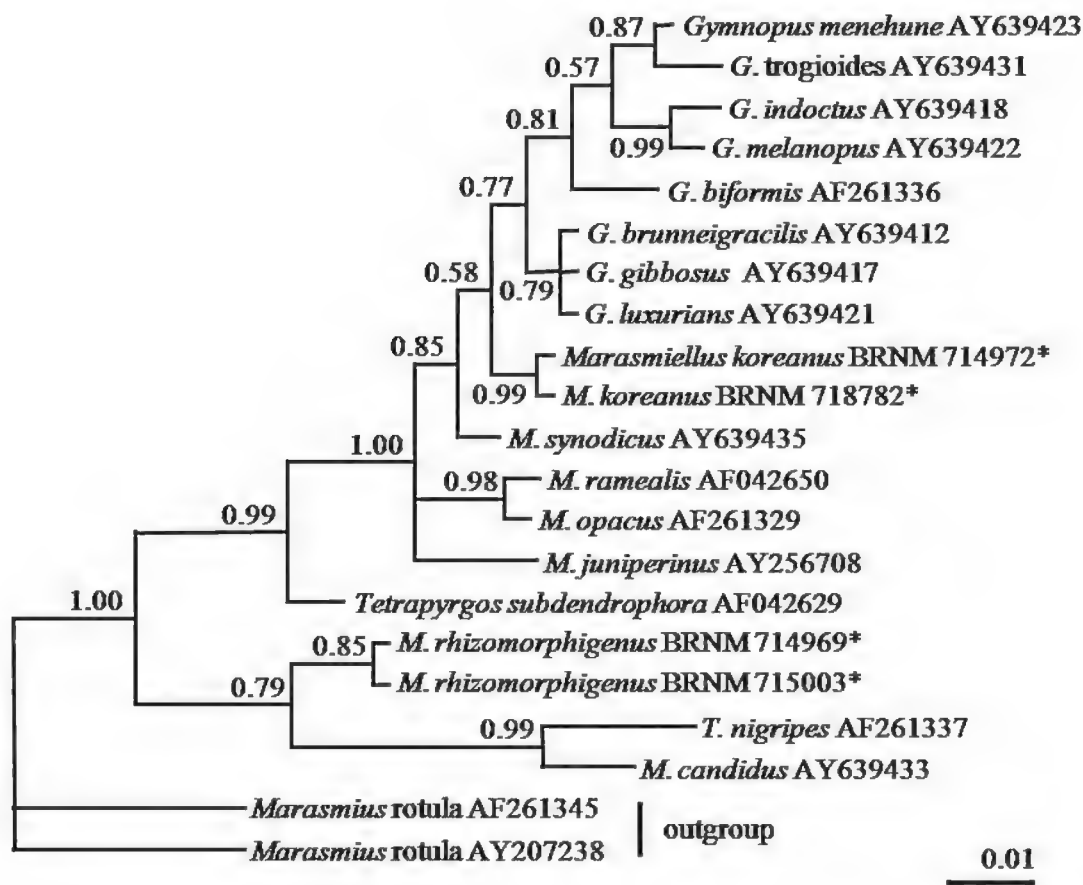 0.87 Gymnopus menehune AY639423
0.57 G. trogioides AY639431
0.81 G. indoctus AY639418
0.99 G. melanopus AY639422
0.77 G. biformis AF261336
G. brunneigracilis AY639412
0.58 G. gibbosus AY639417
0.79 G. luxurians AY639421
0.85 Marasmiellus koreanus BRNM 714972*
0.99 M. koreanus BRNM 718782*
1.00 M. synodicus AY639435
0.98 M. ramealis AF042650
0.99 M. opacus AF261329
M. juniperinus AY256708
1.00 Tetrapyrgos subdendrophora AF042629
0.85 M. rhizomorphigenus BRNM 714969*
0.79 M. rhizomorphigenus BRNM 715003*
0.99 T. nigripes AF261337
M. candidus AY639433
Marasmius rotula AF261345
outgroup
Marasmius rotula AY207238
0.01